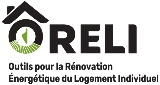 ORELI
Outils pour la Rénovation
Énergétique du Logement Individuel